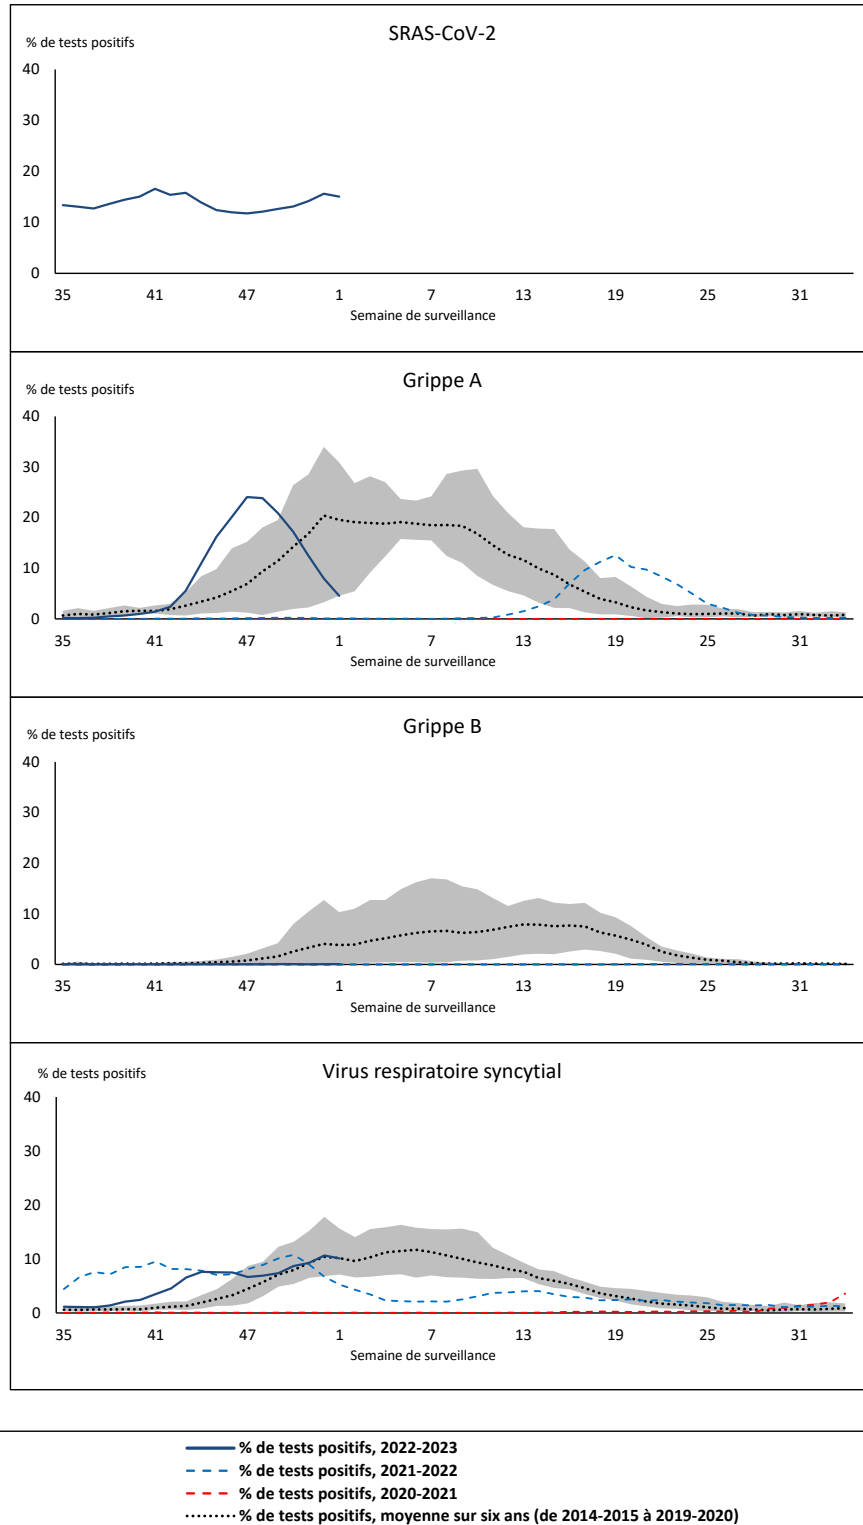 SRAS-CoV-2
% de tests positifs
40
30
20
10
0
35 41 47 1 7 13 19 25 31
Semaine de surveillance
Grippe A
% de tests positifs
40
30
20
10
0
35 41 47 1 7 13 19 25 31
Semaine de surveillance
Grippe B
% de tests positifs
40
30
20
10
0
35 41 47 1 7 13 19 25 31
Semaine de surveillance
Virus respiratoire syncytial
% de tests positifs
40
30
20
10
0
35 41 47 1 7 13 19 25 31
Semaine de surveillance
% de tests positifs, 2022-2023
% de tests positifs, 2021-2022
% de tests positifs, 2020-2021
% de tests positifs, moyenne sur six ans (de 2014-2015 à 2019-2020)